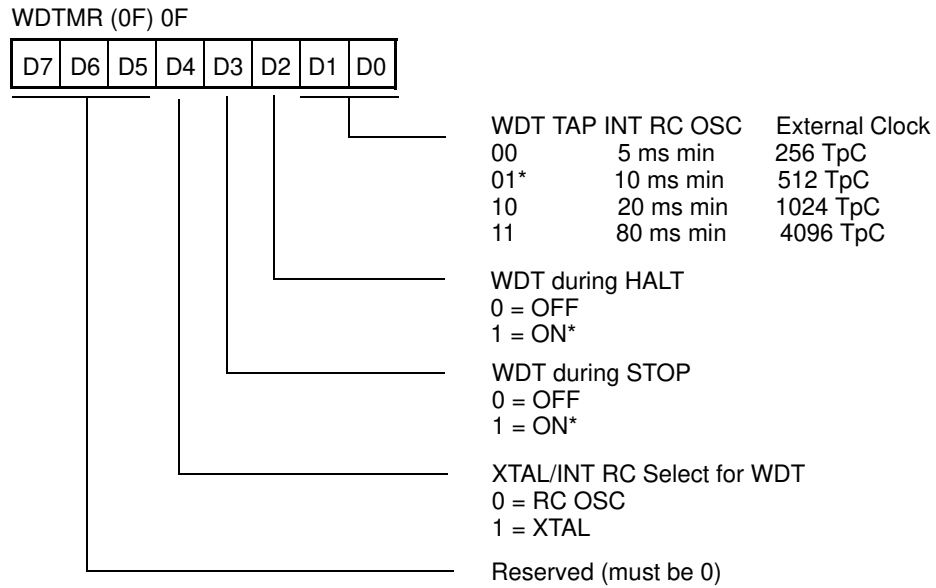 WDTMR (0F) 0F
D7 D6 D5 D4 D3 D2 D1 D0
WDT TAP INT RC OSC External Clock
00 5 ms min 256 TpC
01* 10 ms min 512 TpC
10 20 ms min 1024 TpC
11 80 ms min 4096 TpC
WDT during HALT
0 = OFF
1 = ON*
WDT during STOP
0 = OFF
1 = ON*
XTAL/INT RC Select for WDT
0 = RC OSC
1 = XTAL
Reserved (must be 0)